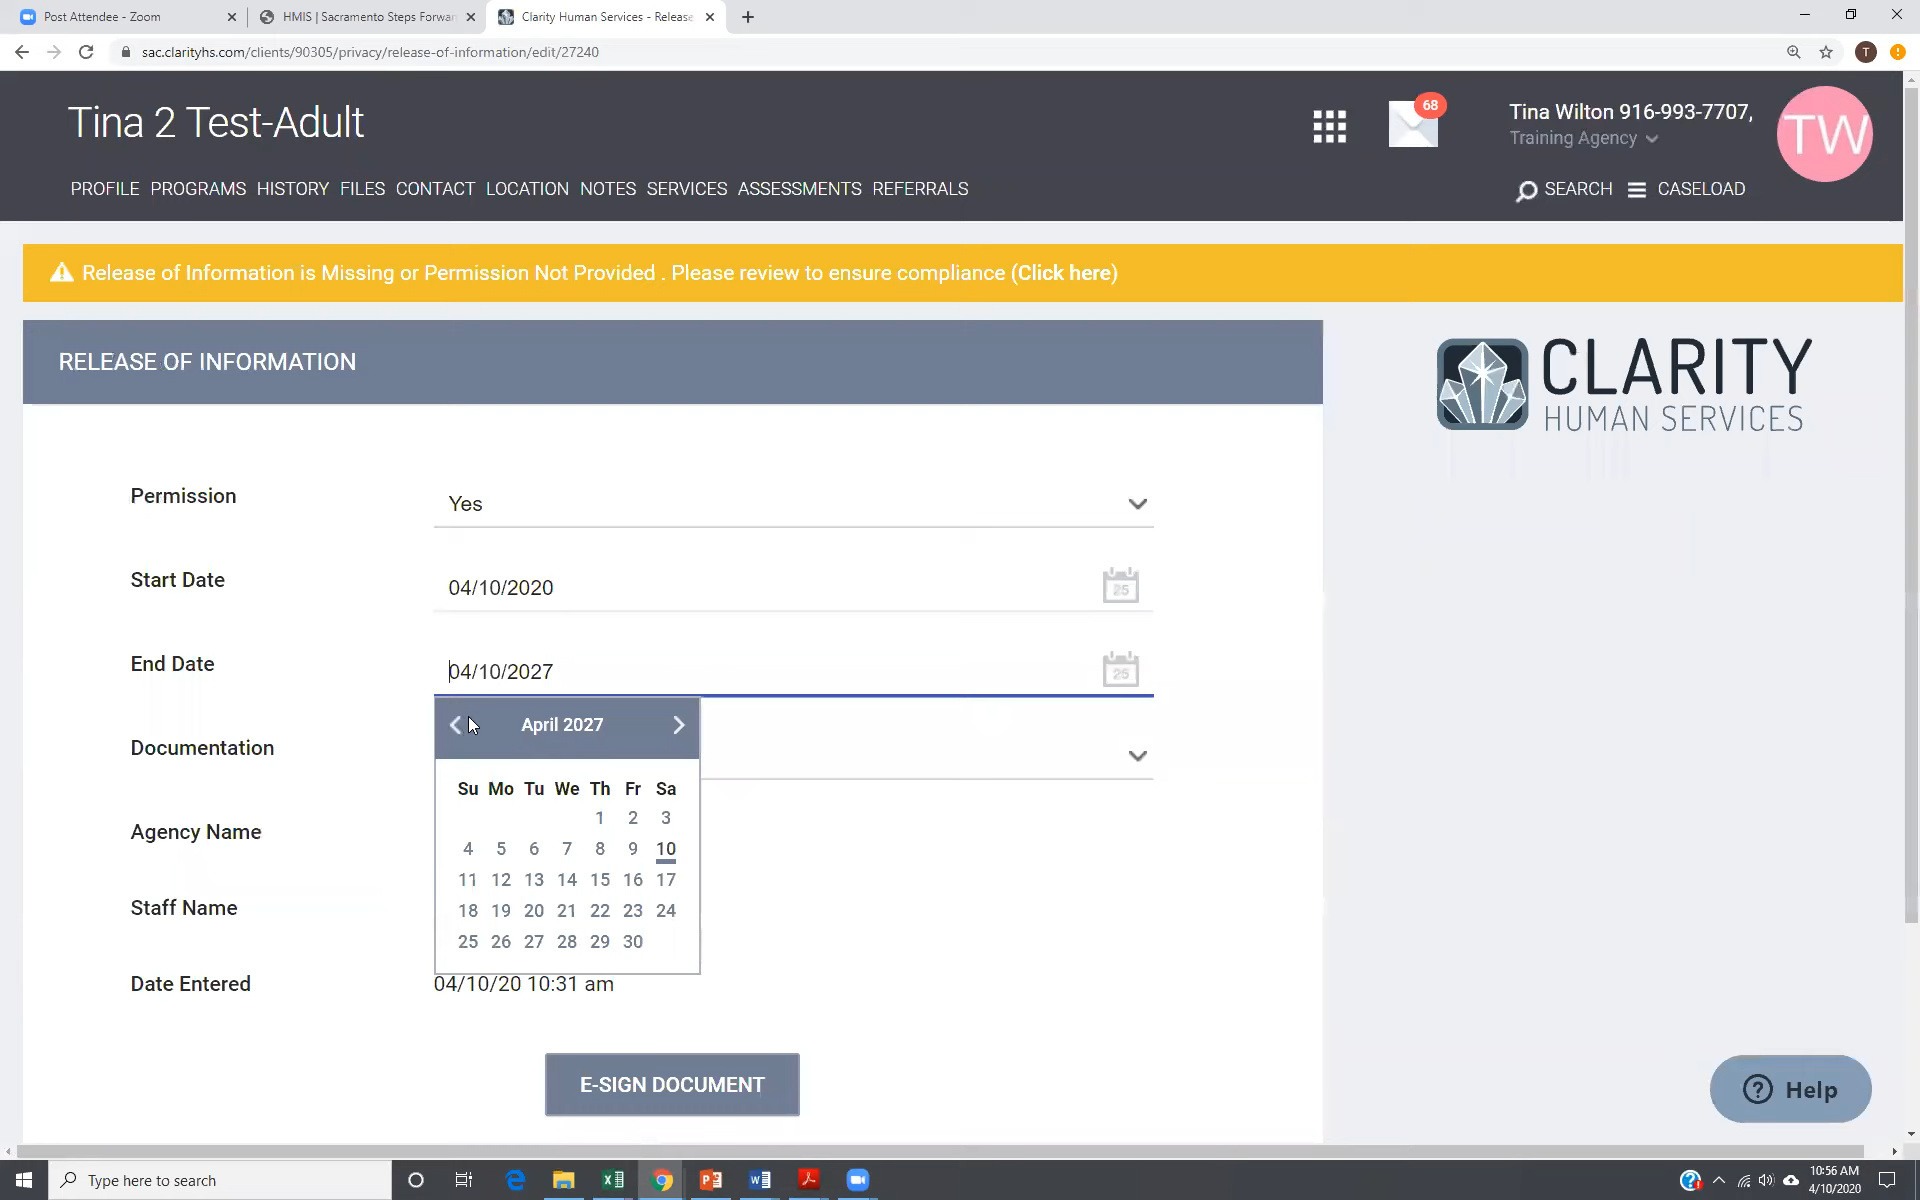 Post Attendee - Zoom
HMIS | Sacramento Steps Forwar
Clarity Human Services - Release
sac.clarityhs.com/clients/90305/privacy/release-of-information/edit/27240
T
Tina 2 Test-Adult
68
Tina Wilton 916-993-7707,
Training Agency
TW
PROFILE PROGRAMS HISTORY FILES CONTACT LOCATION NOTES SERVICES ASSESSMENTS REFERRALS
SEARCH CASELOAD
Release of Information is Missing or Permission Not Provided . Please review to ensure compliance (Click here)
RELEASE OF INFORMATION
CLARITY
HUMAN SERVICES
Permission
Yes
Start Date
04/10/2020
25
End Date
04/10/2027
25
April 2027
Documentation
Su Mo Tu We Th Fr Sa
1 2 3
4 5 6 7 8 9 10
11 12 13 14 15 16 17
18 19 20 21 22 23 24
25 26 27 28 29 30
Agency Name
Staff Name
Date Entered
04/10/20 10:31 am
E-SIGN DOCUMENT
Help
Type here to search
10:56 AM
4/10/2020